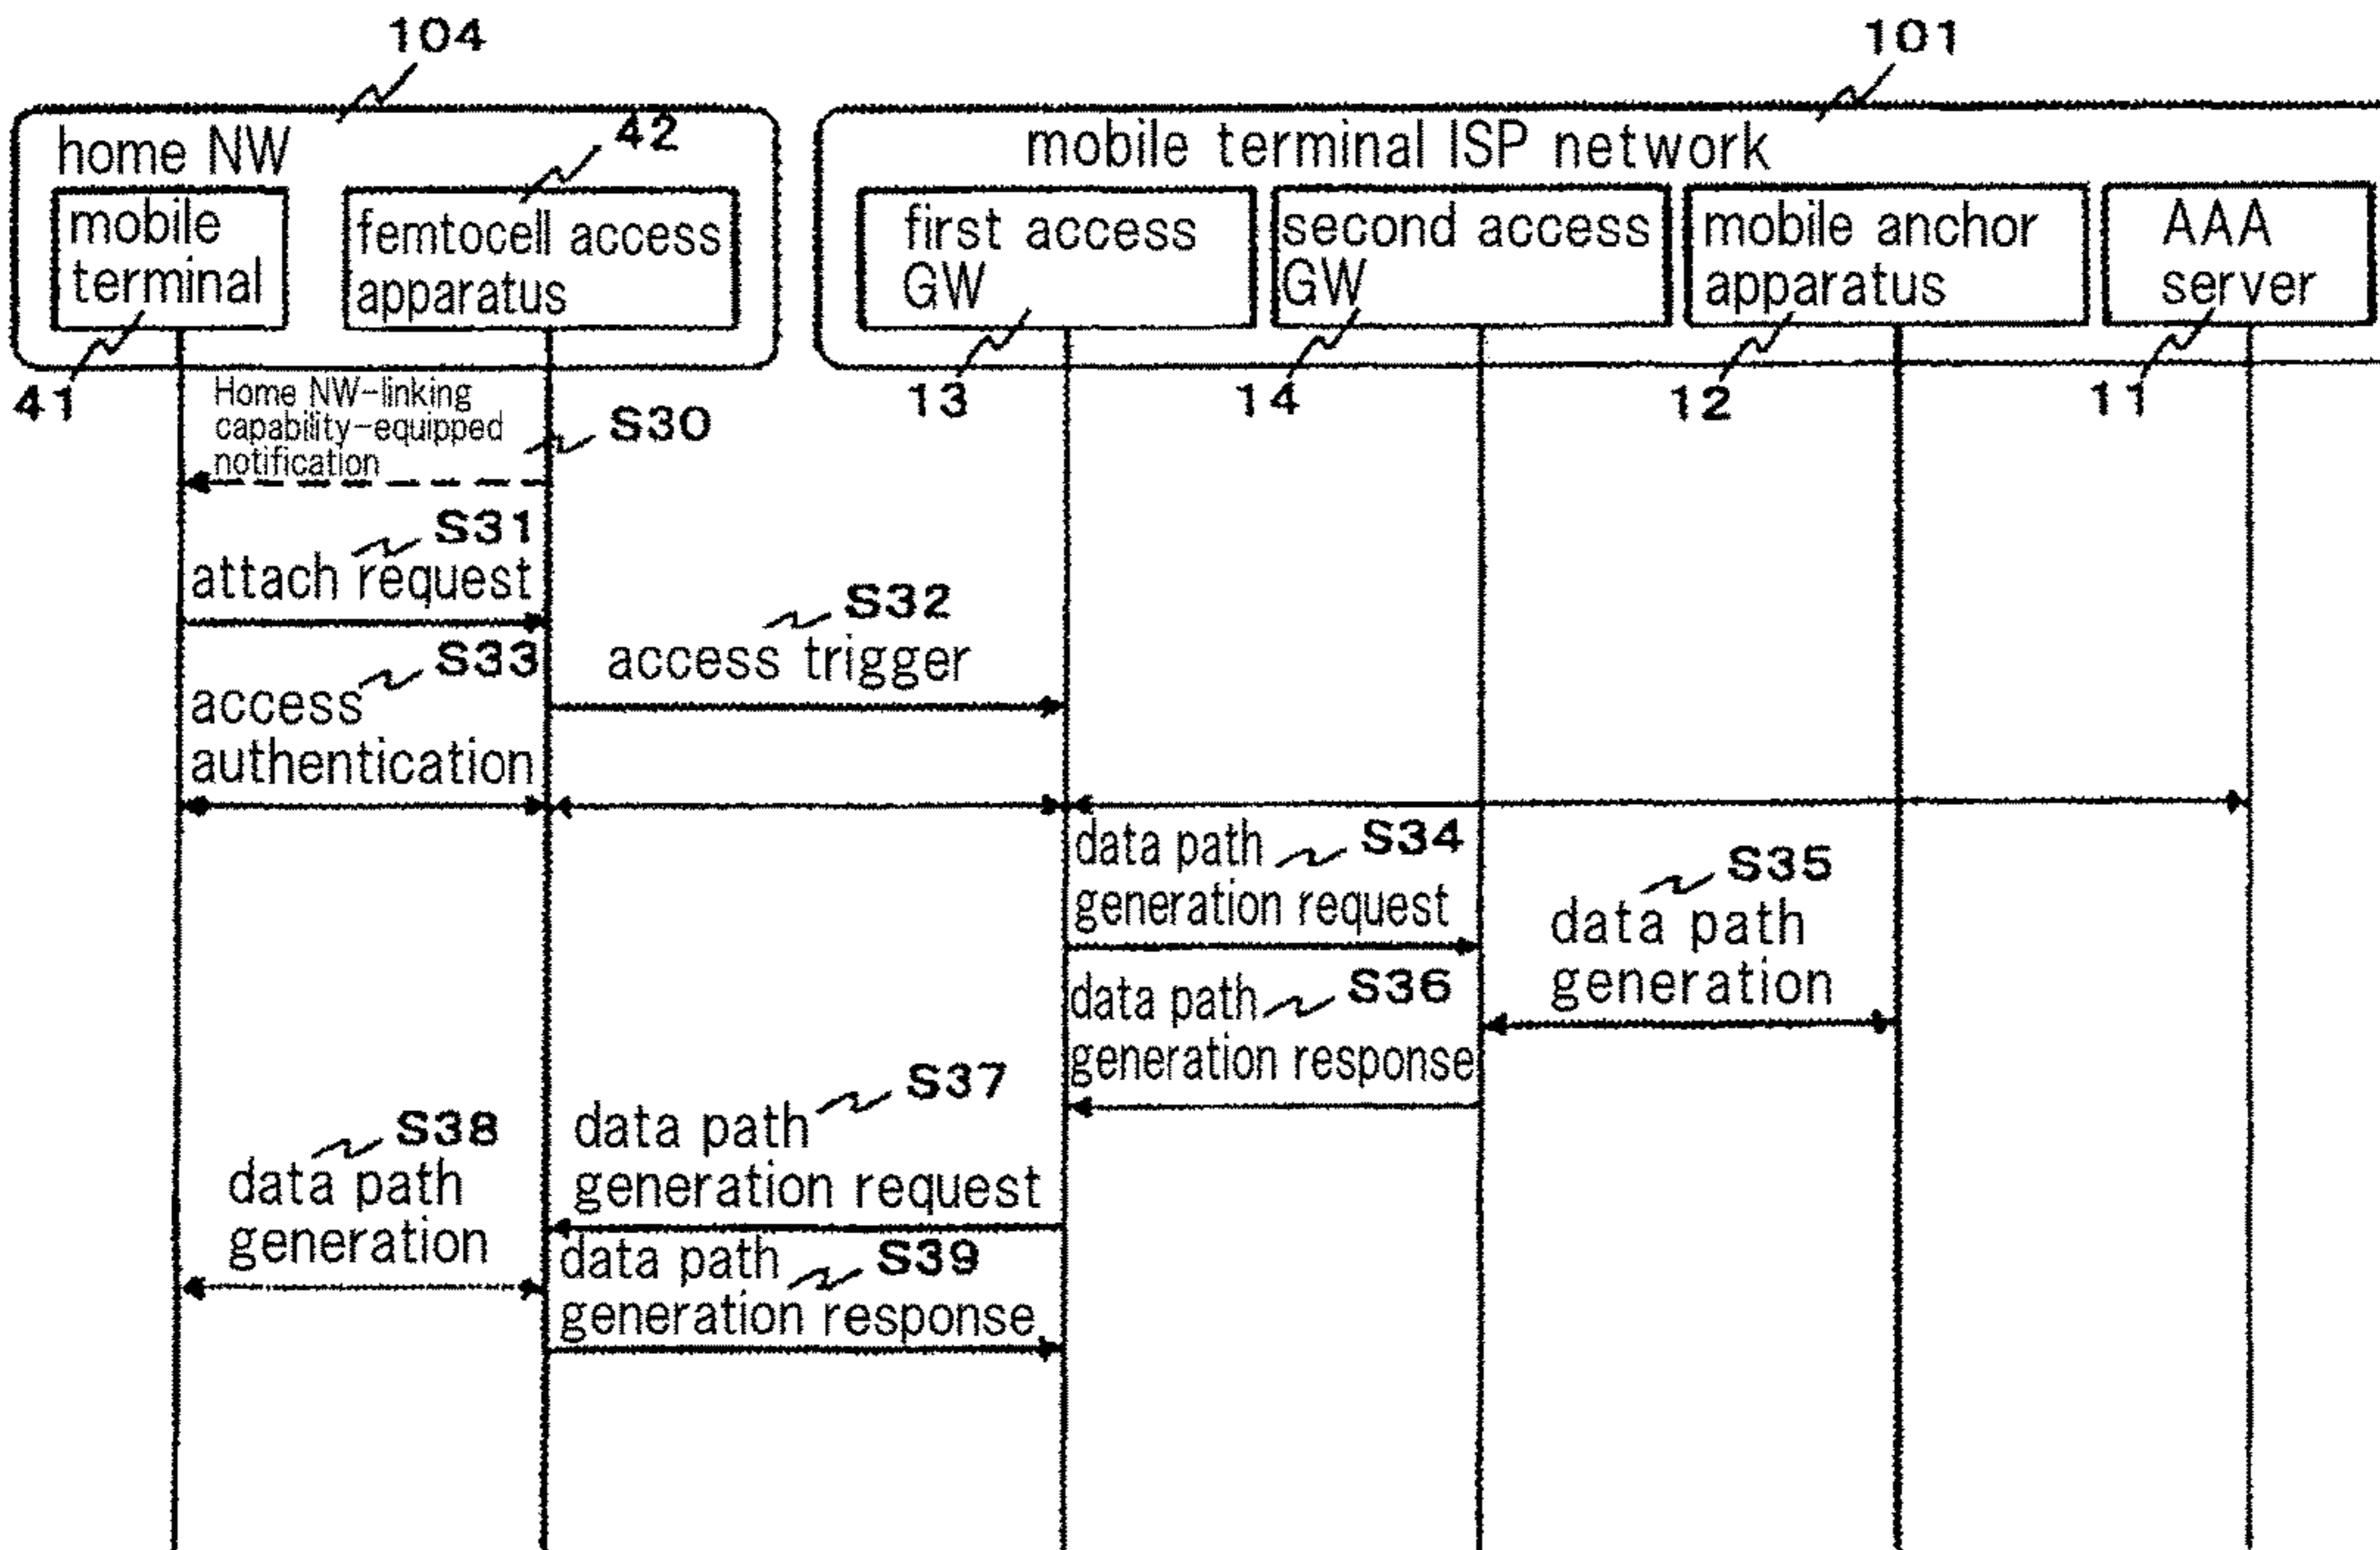 104
101
home NW
42
mobile terminal ISP network
mobile
terminal
femtocell access
apparatus
first access
GW
second access
GW
mobile anchor
apparatus
AAA
server
41
13
14
12
11
Home NW-linking
capability-equipped
notification
S30
S31
attach request
S32
access trigger
S33
access
authentication
data path
generation request
S34
S35
data path
generation
data path
generation response
S36
S37
data path
generation request
S38
data path
generation
data path
generation response
S39